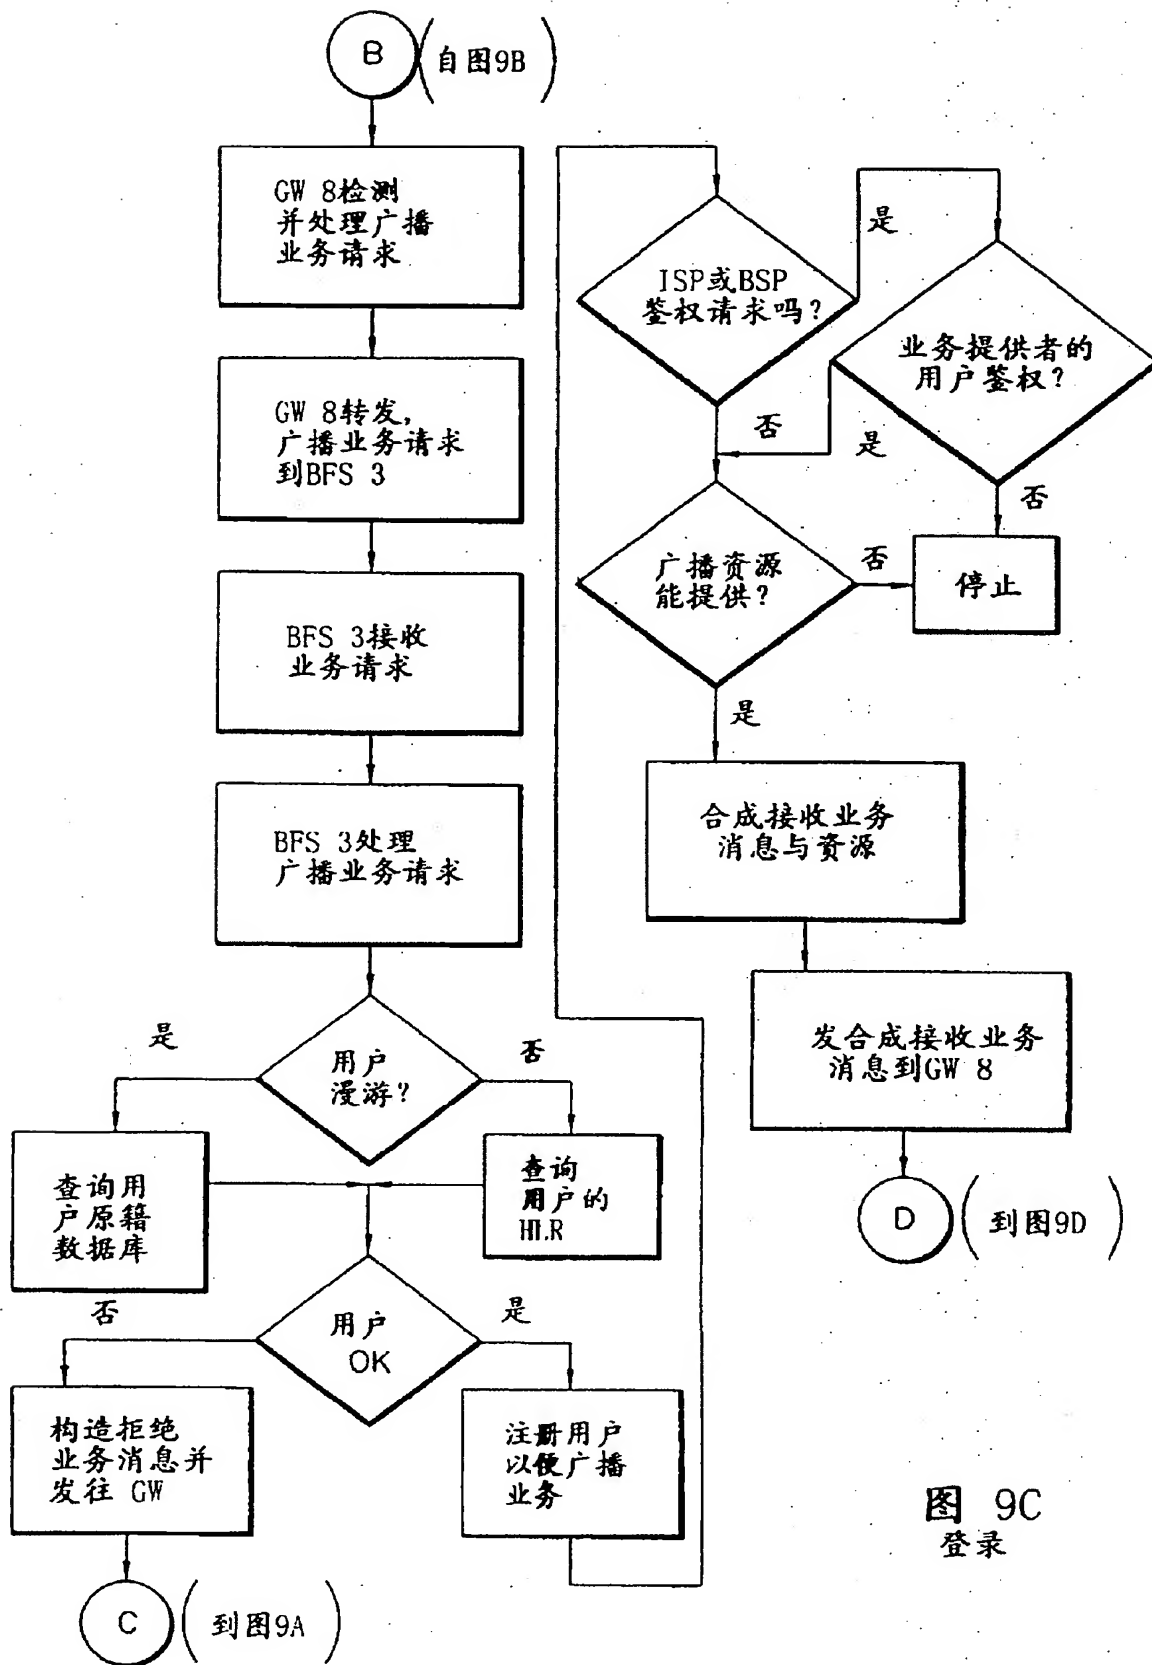 B
(自图9B)
GW 8检测
并处理广播
业务请求
GW 8转发,
广播业务请求
到BFS 3
BFS 3接收
业务请求
BFS 3处理
广播业务请求
用户
漫游?
是
否
查询用
户原籍
数据库
查询
用户的
HLR
用户
OK
否
是
构造拒绝
业务消息并
发往 GW
注册用户
以便广播
业务
C
(到图9A)
ISP或BSP
鉴权请求吗?
是
否
业务提供者的
用户鉴权?
是
否
广播资源
能提供?
否
停止
是
合成接收业务
消息与资源
发合成接收业务
消息到GW 8
D
(到图9D)
图 9C
登录